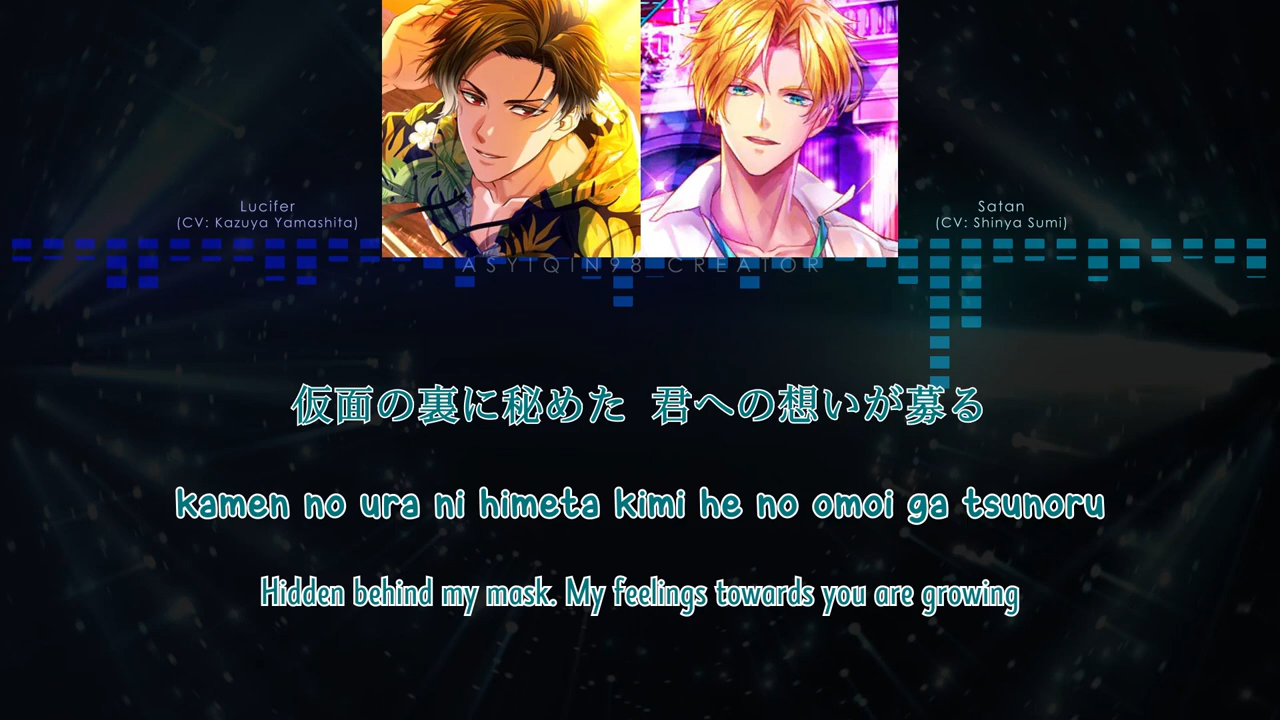 Lucifer
(CV: Kazuya Yamashita)
Satan
(CV: Shinya Sumi)
ASYIQIN98 CREATOR
仮面の裏に秘めた 君への想いが募る
kamen no ura ni himeta kimi he no omoi ga tsunoru
Hidden behind my mask. My feelings towards you are growing